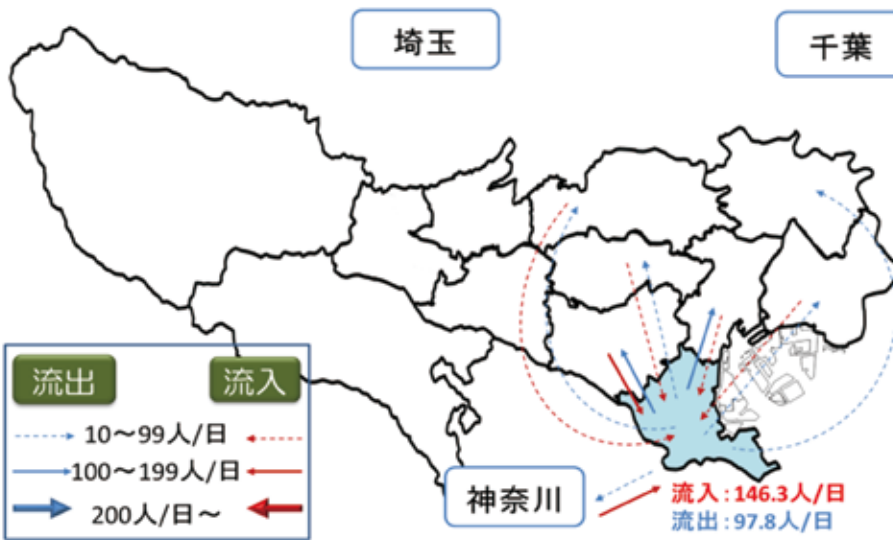 埼玉
千葉
流出
流入
10～99人/日
100～199人/日
200人/日～
神奈川
流入：146.3人/日
流出：97.8人/日